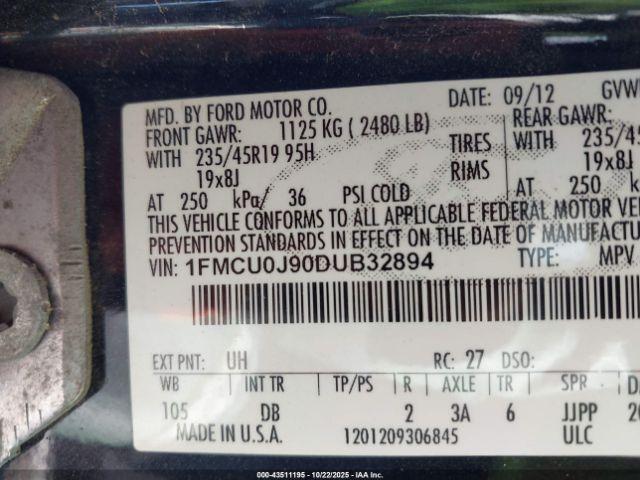 MFD. BY FORD MOTOR CO. DATE: 09/12 GVW
FRONT GAWR: 1125 KG ( 2480 LB) REAR GAWR:
WITH 235/45R19 95H TIRES WITH 235/45
19x8J RIMS 19x8J
AT 250 kPa/ 36 PSI COLD AT 250
THIS VEHICLE CONFORMS TO ALL APPLICABLE FEDERAL MOTOR VEHICLE
PREVENTION STANDARDS IN EFFECT ON THE DATE OF MANUFACTU
VIN: 1FMCU0J90DUB32894 TYPE: MPV
EXT PNT: UH RC: 27 DSO:
WB INT TR TP/PS R AXLE TR SPR
105 DB 2 3A 6 JJPP 20
MADE IN U.S.A. 1201209306845 ULC
© - 43511195 - 10/22/2025 - IAA Inc.